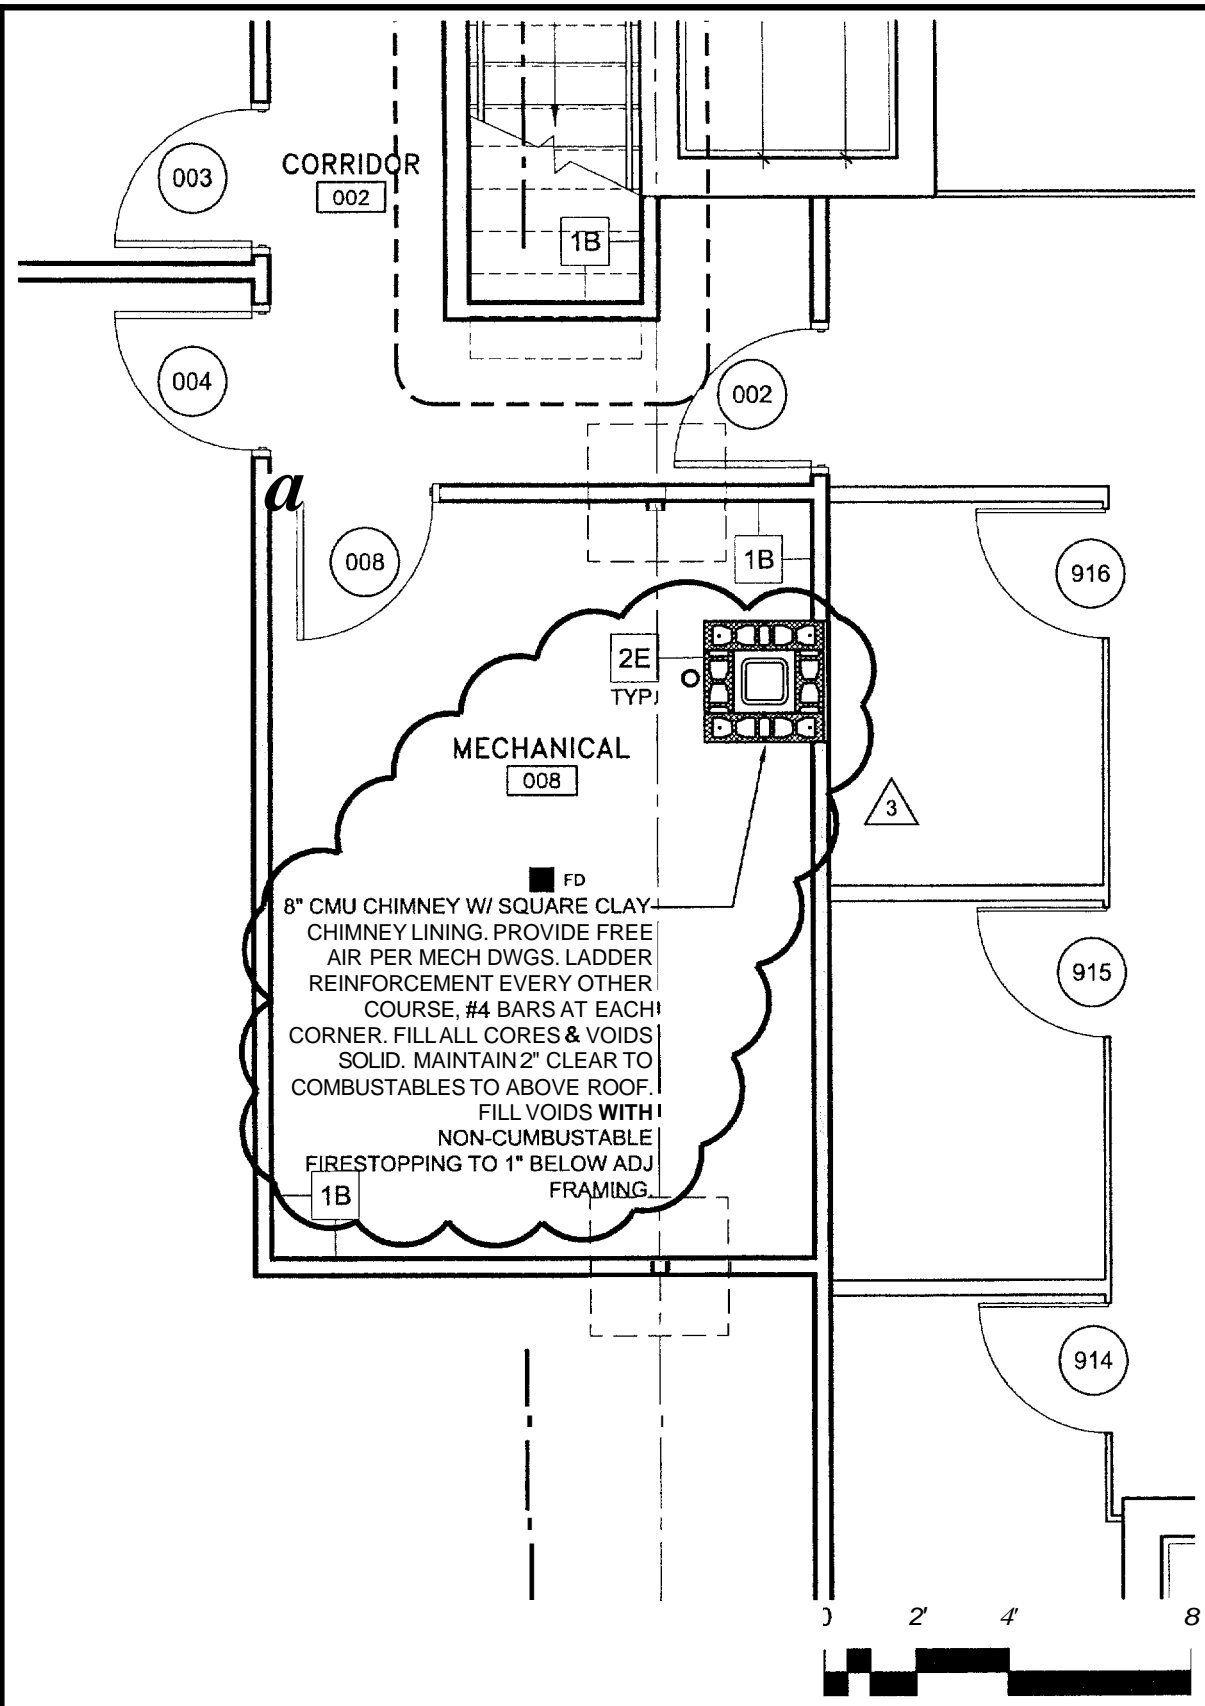 003
CORRIDOR
002
1B
004
002
a
008
1B
916
2E
TYP.
MECHANICAL
008
3
FD
8" CMU CHIMNEY W/ SQUARE CLAY
CHIMNEY LINING. PROVIDE FREE
AIR PER MECH DWGS. LADDER
REINFORCEMENT EVERY OTHER
COURSE, #4 BARS AT EACH
CORNER. FILL ALL CORES & VOIDS
SOLID. MAINTAIN 2" CLEAR TO
COMBUSTABLES TO ABOVE ROOF.
FILL VOIDS WITH
NON-CUMBUSTABLE
FIRESTOPPING TO 1" BELOW ADJ
FRAMING.
915
1B
914
0 2' 4' 8